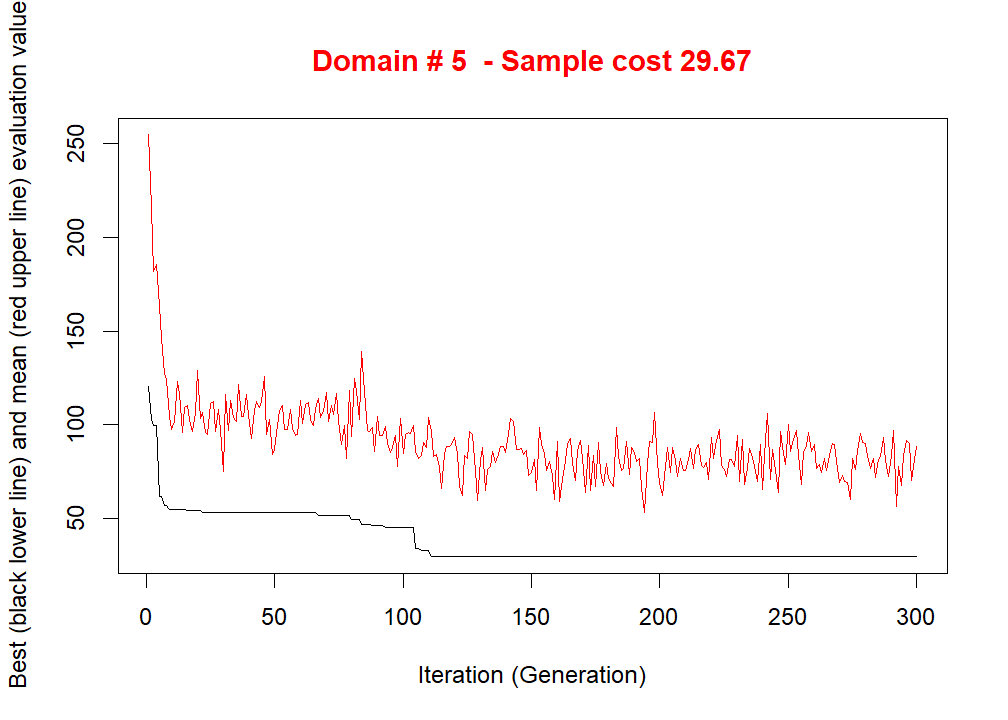 Domain # 5  - Sample cost 29.67
Best (black lower line) and mean (red upper line) evaluation value
250
200
150
100
50
0 50 100 150 200 250 300
Iteration (Generation)